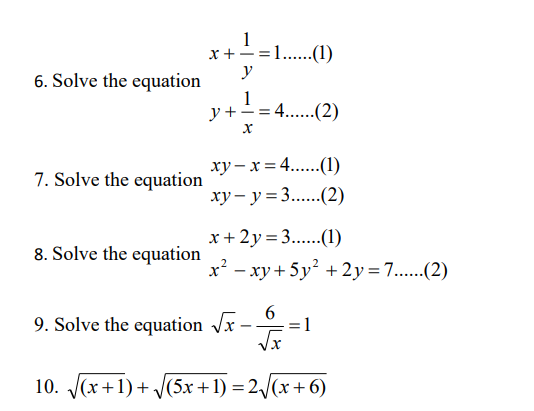 x + 1/y = 1......(1)
6. Solve the equation
y + 1/x = 4......(2)
xy – x = 4......(1)
7. Solve the equation
xy – y = 3......(2)
x + 2y = 3......(1)
8. Solve the equation
x² – xy + 5y² + 2y = 7......(2)
9. Solve the equation √x – 6/√x = 1
10. √(x+1) + √(5x+1) = 2√(x+6)